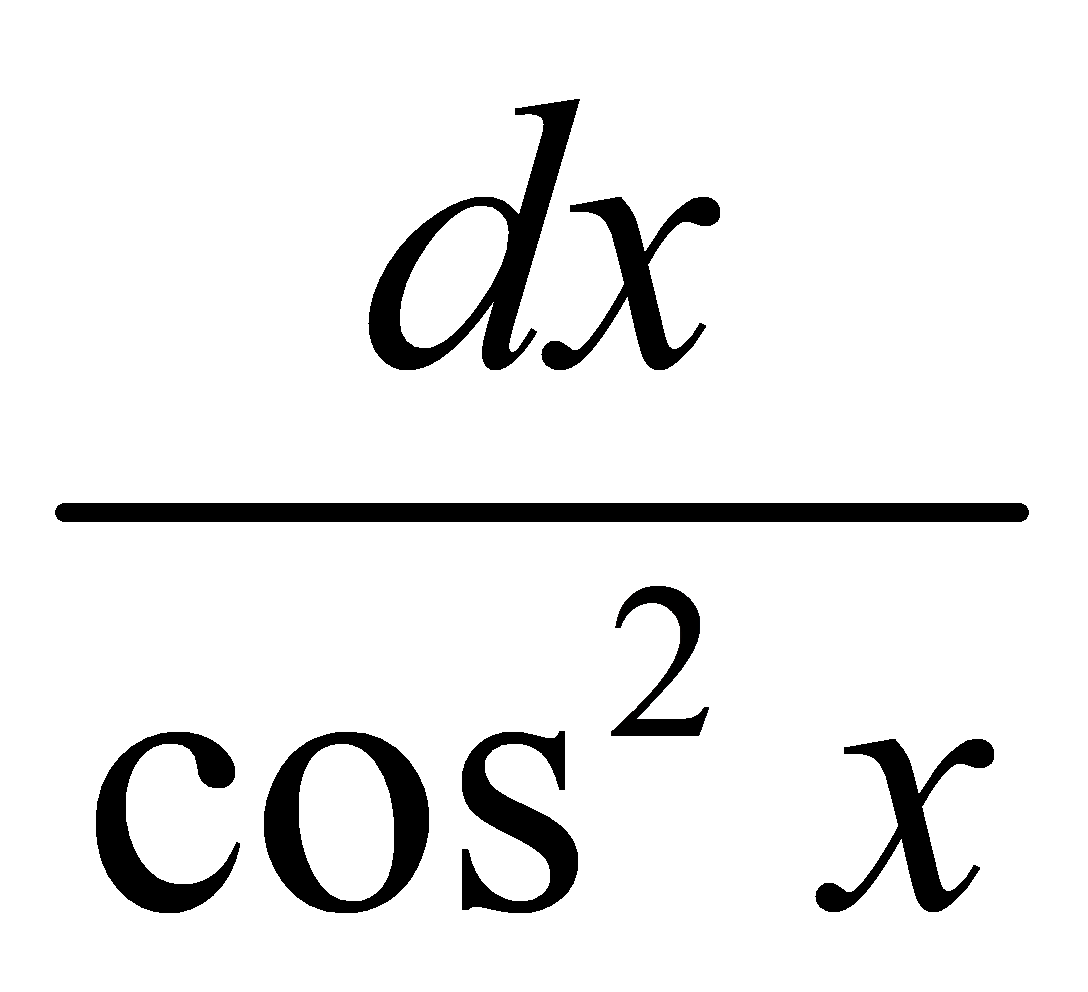 dx
cos² x